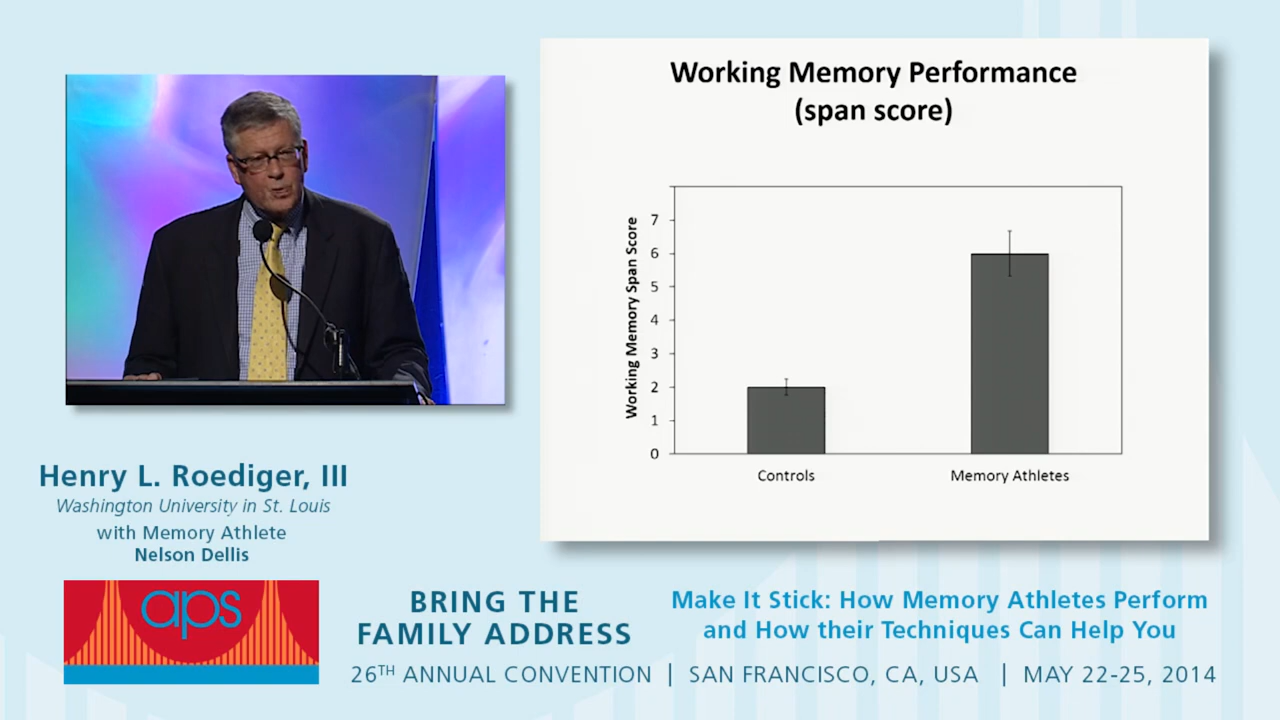 Working Memory Performance
(span score)
Working Memory Span Score
7
6
5
4
3
2
1
0
Controls
Memory Athletes
Henry L. Roediger, III
Washington University in St. Louis
with Memory Athlete
Nelson Dellis
aps
BRING THE
FAMILY ADDRESS
Make It Stick: How Memory Athletes Perform
and How their Techniques Can Help You
26TH ANNUAL CONVENTION | SAN FRANCISCO, CA, USA | MAY 22-25, 2014